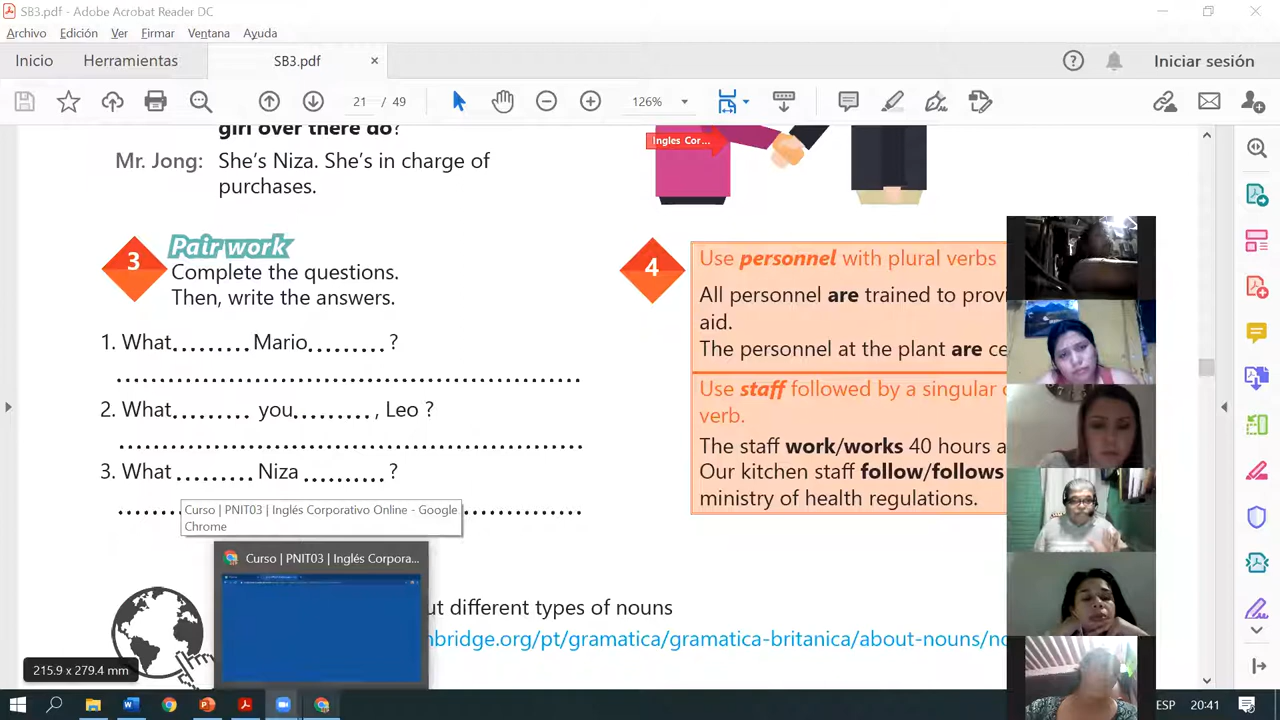 SB3.pdf - Adobe Acrobat Reader DC
Archivo Edición Ver Firmar Ventana Ayuda
Inicio Herramientas SB3.pdf × Iniciar sesión
21 / 49 126%
girl over there do?
Mr. Jong: She's Niza. She's in charge of
purchases.
Ingles Cor...
3 Pair work
Complete the questions.
Then, write the answers.
1. What......... Mario......... ?
2. What......... you........., Leo ?
3. What ......... Niza ......... ?
4
Use personnel with plural verbs
All personnel are trained to provi
aid.
The personnel at the plant are ce
Use staff followed by a singular o
verb.
The staff work/works 40 hours a
Our kitchen staff follow/follows
ministry of health regulations.
Curso | PNIT03 | Inglés Corporativo Online - Google
Chrome
Curso | PNIT03 | Inglés Corpora...
ut different types of nouns
nbridge.org/pt/gramatica/gramatica-britanica/about-nouns/no
215.9 x 279.4 mm
ESP 20:41